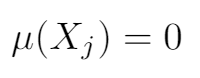 μ(X_j) = 0